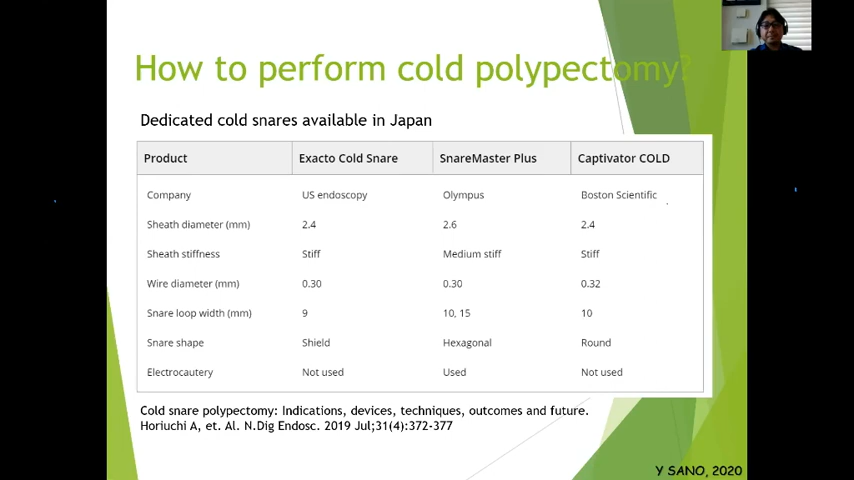 How to perform cold polypectomy?
Dedicated cold snares available in Japan
Product Exacto Cold Snare SnareMaster Plus Captivator COLD
Company US endoscopy Olympus Boston Scientific
Sheath diameter (mm) 2.4 2.6 2.4
Sheath stiffness Stiff Medium stiff Stiff
Wire diameter (mm) 0.30 0.30 0.32
Snare loop width (mm) 9 10, 15 10
Snare shape Shield Hexagonal Round
Electrocautery Not used Used Not used
Cold snare polypectomy: Indications, devices, techniques, outcomes and future.
Horiuchi A, et. Al. N.Dig Endosc. 2019 Jul;31(4):372-377
Y SANO, 2020